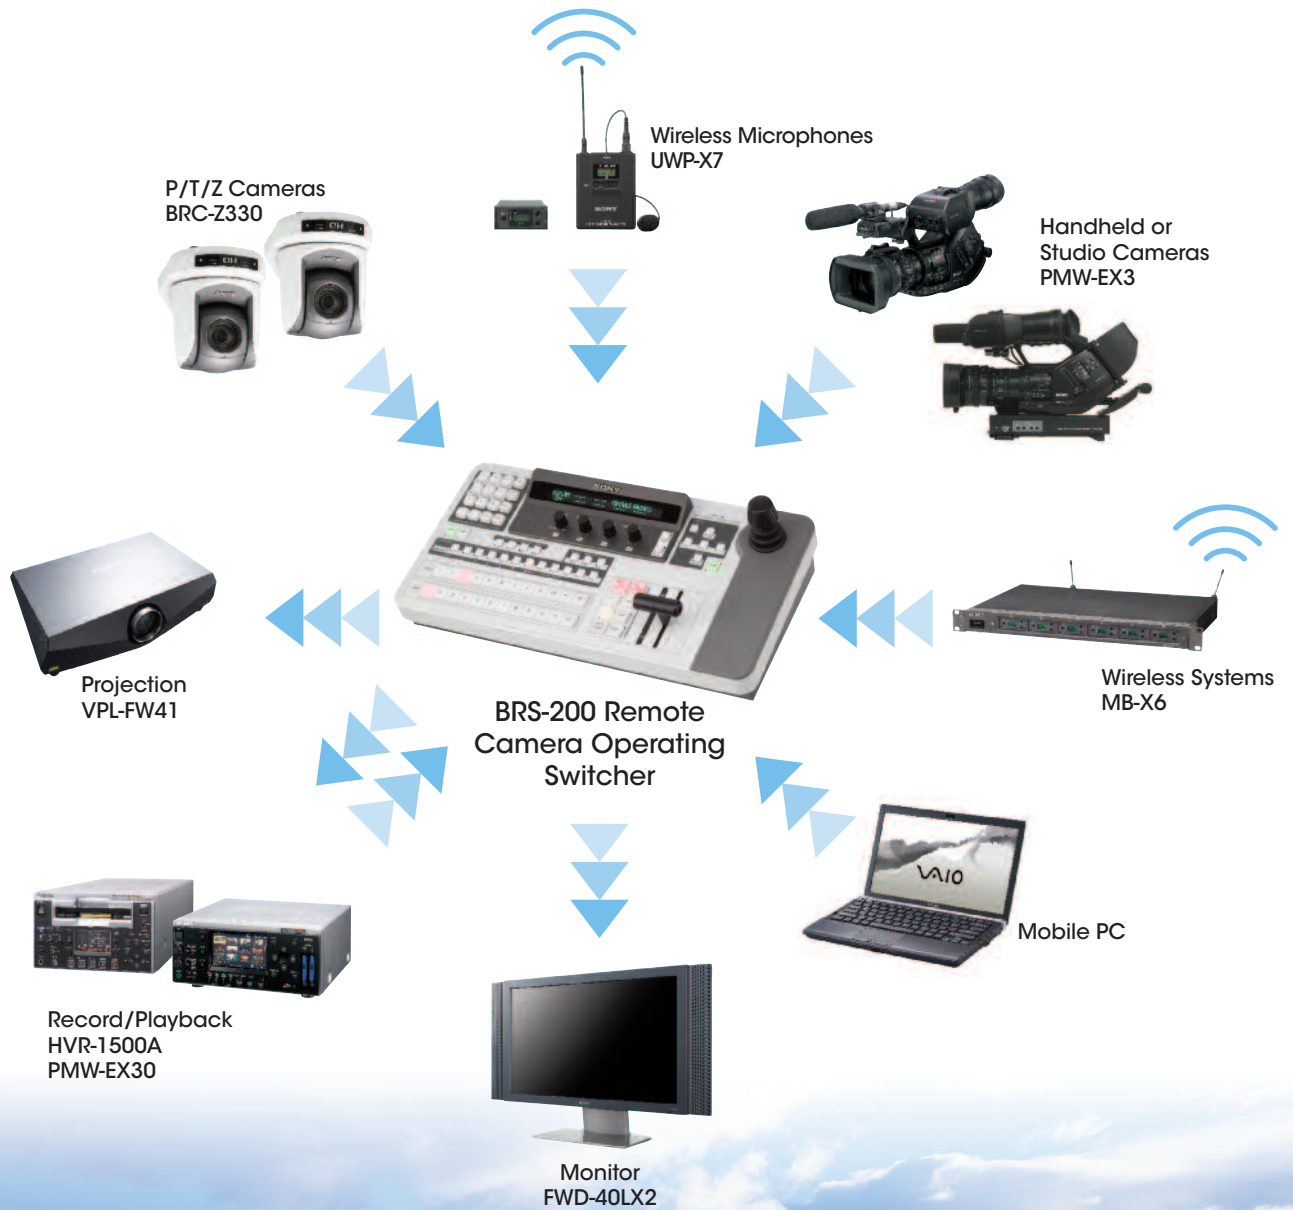 Wireless Microphones
UWP-X7
P/T/Z Cameras
BRC-Z330
SONY
Handheld or
Studio Cameras
PMW-EX3
SONY
Projection
VPL-FW41
BRS-200 Remote
Camera Operating
Switcher
Wireless Systems
MB-X6
VAIO
Mobile PC
Record/Playback
HVR-1500A
PMW-EX30
Monitor
FWD-40LX2